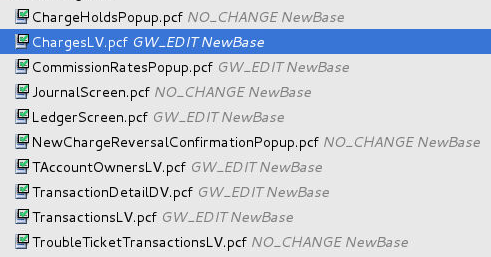 ChargeHoldsPopup.pcf NO_CHANGE NewBase
ChargesLV.pcf GW_EDIT NewBase
CommissionRatesPopup.pcf GW_EDIT NewBase
JournalScreen.pcf NO_CHANGE NewBase
LedgerScreen.pcf GW_EDIT NewBase
NewChargeReversalConfirmationPopup.pcf NO_CHANGE NewBase
TAccountOwnersLV.pcf GW_EDIT NewBase
TransactionDetailDV.pcf GW_EDIT NewBase
TransactionsLV.pcf GW_EDIT NewBase
TroubleTicketTransactionsLV.pcf NO_CHANGE NewBase